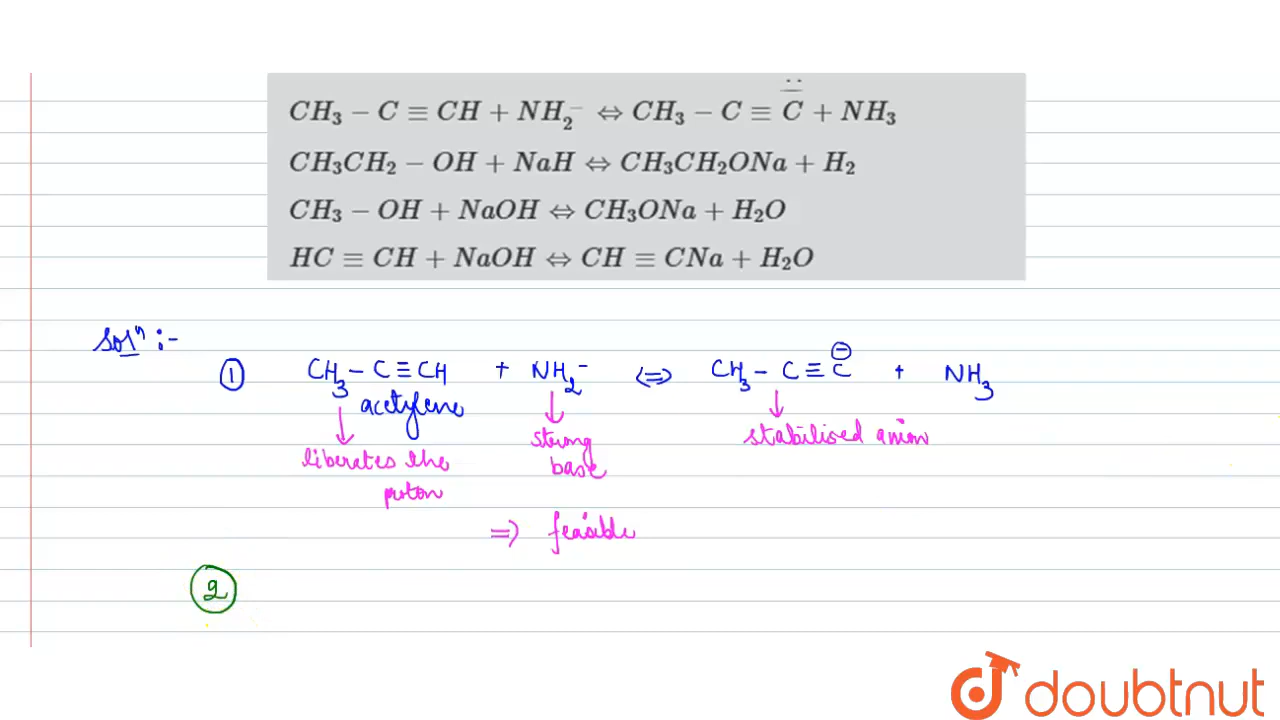 CH₃ − C ≡ CH + NH₂⁻ ⇔ CH₃ − C ≡ C̈⁻ + NH₃
CH₃CH₂ − OH + NaH ⇔ CH₃CH₂ONa + H₂
CH₃ − OH + NaOH ⇔ CH₃ONa + H₂O
HC ≡ CH + NaOH ⇔ CH ≡ CNa + H₂O
Solⁿ :-
① CH₃ − C ≡ CH + NH₂⁻ ⇔ CH₃ − C ≡ C⊖ + NH₃
acetylene
↓ ↓ ↓
liberates the proton
strong base
stabilised anion
⇒ feasible
②
doubtnut